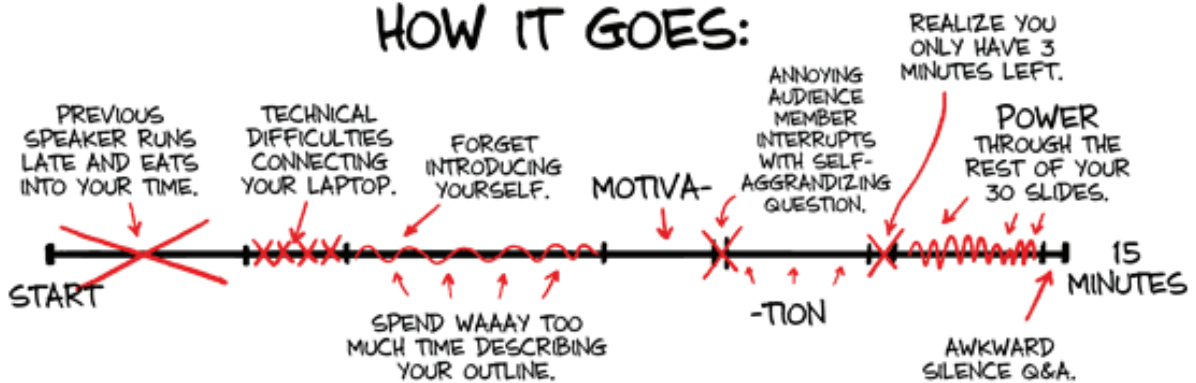 HOW IT GOES:
PREVIOUS
SPEAKER RUNS
LATE AND EATS
INTO YOUR TIME.
TECHNICAL
DIFFICULTIES
CONNECTING
YOUR LAPTOP.
FORGET
INTRODUCING
YOURSELF.
MOTIVA-
ANNOYING
AUDIENCE
MEMBER
INTERRUPTS
WITH SELF-
AGGRANDIZING
QUESTION.
REALIZE YOU
ONLY HAVE 3
MINUTES LEFT.
POWER
THROUGH THE
REST OF YOUR
30 SLIDES.
START
SPEND WAAAY TOO
MUCH TIME DESCRIBING
YOUR OUTLINE.
-TION
15
MINUTES
AWKWARD
SILENCE Q&A.